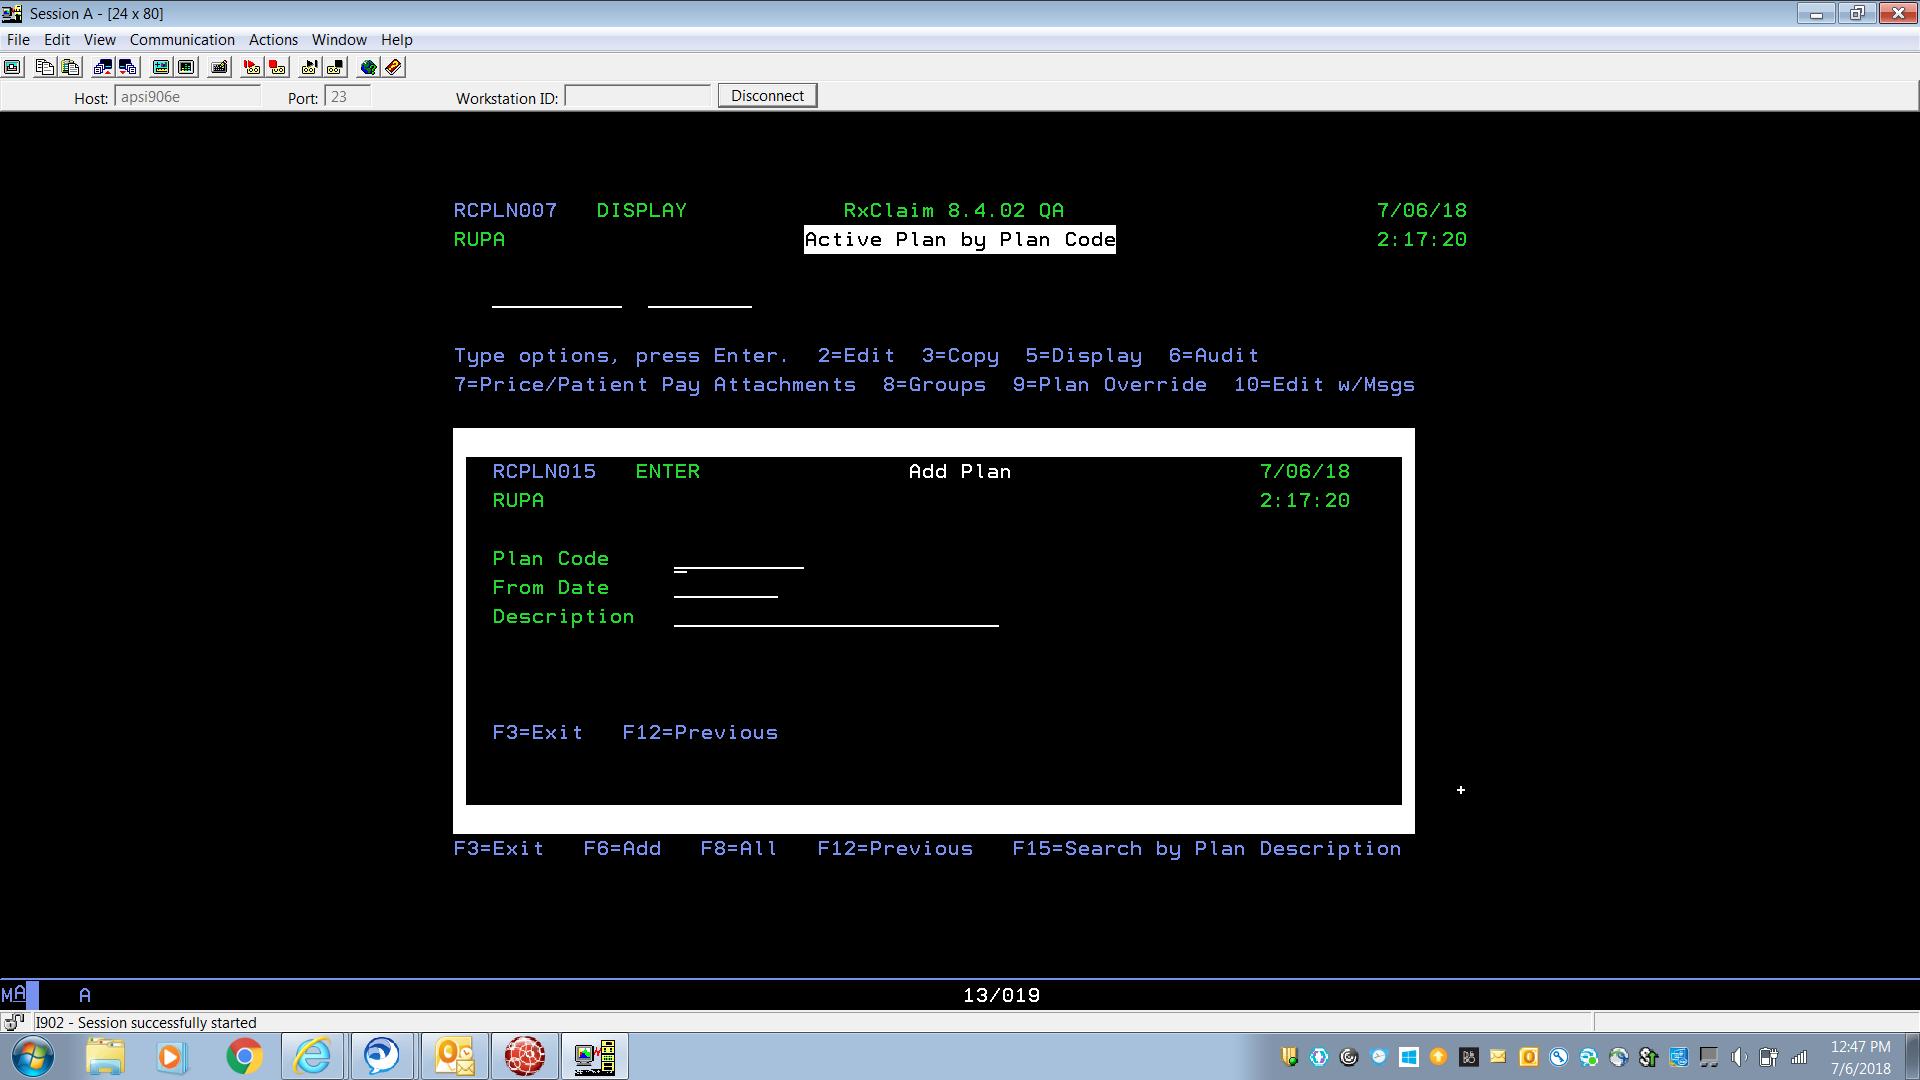 Session A - [24 x 80]
File Edit View Communication Actions Window Help
Host: apsi906e Port: 23 Workstation ID: Disconnect
RCPLN007 DISPLAY RxClaim 8.4.02 QA 7/06/18
RUPA Active Plan by Plan Code 2:17:20
Type options, press Enter. 2=Edit 3=Copy 5=Display 6=Audit
7=Price/Patient Pay Attachments 8=Groups 9=Plan Override 10=Edit w/Msgs
RCPLN015 ENTER Add Plan 7/06/18
RUPA 2:17:20
Plan Code
From Date
Description
F3=Exit F12=Previous
+
F3=Exit F6=Add F8=All F12=Previous F15=Search by Plan Description
MA A 13/019
I902 - Session successfully started
12:47 PM
7/6/2018